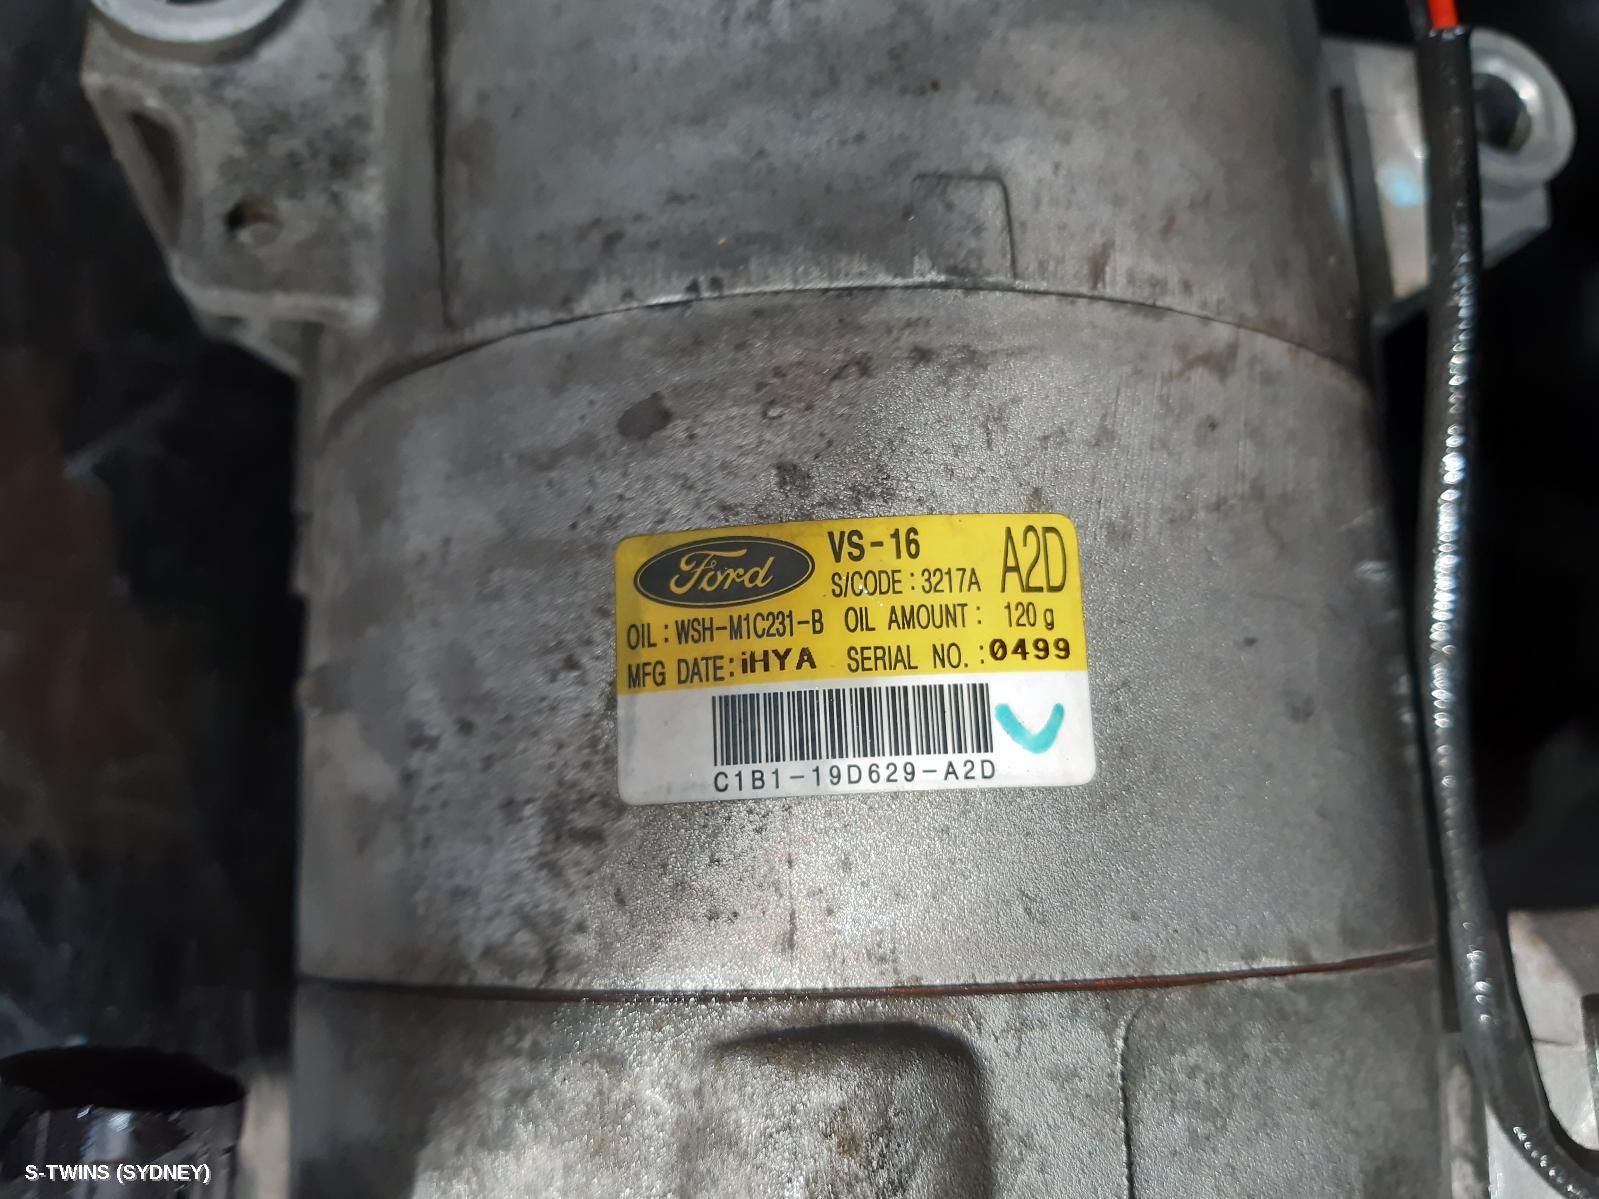 Ford VS-16 A2D
S/CODE : 3217A
OIL : WSH-M1C231-B OIL AMOUNT : 120 g
MFG DATE : iHYA SERIAL NO. : 0499
C1B1-19D629-A2D
S-TWINS (SYDNEY)